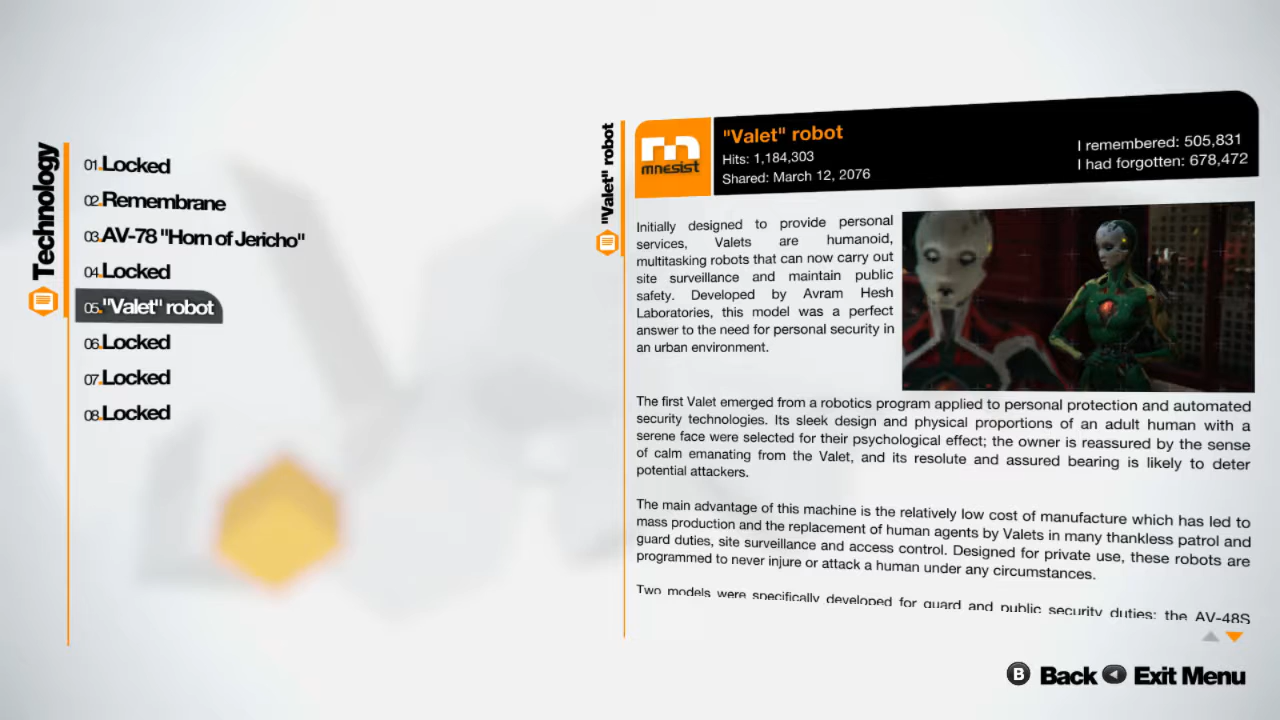 Technology
01.Locked
02.Remembrane
03.AV-78 "Horn of Jericho"
04.Locked
05."Valet" robot
06.Locked
07.Locked
08.Locked
"Valet" robot
mnesist
"Valet" robot
Hits: 1,184,303
Shared: March 12, 2076
I remembered: 505,831
I had forgotten: 678,472
Initially designed to provide personal
services, Valets are humanoid,
multitasking robots that can now carry out
site surveillance and maintain public
safety. Developed by Avram Hesh
Laboratories, this model was a perfect
answer to the need for personal security in
an urban environment.
The first Valet emerged from a robotics program applied to personal protection and automated
security technologies. Its sleek design and physical proportions of an adult human with a
serene face were selected for their psychological effect; the owner is reassured by the sense
of calm emanating from the Valet, and its resolute and assured bearing is likely to deter
potential attackers.
The main advantage of this machine is the relatively low cost of manufacture which has led to
mass production and the replacement of human agents by Valets in many thankless patrol and
guard duties, site surveillance and access control. Designed for private use, these robots are
programmed to never injure or attack a human under any circumstances.
Two models were specifically developed for guard and public security duties: the AV-48S
B Back Exit Menu